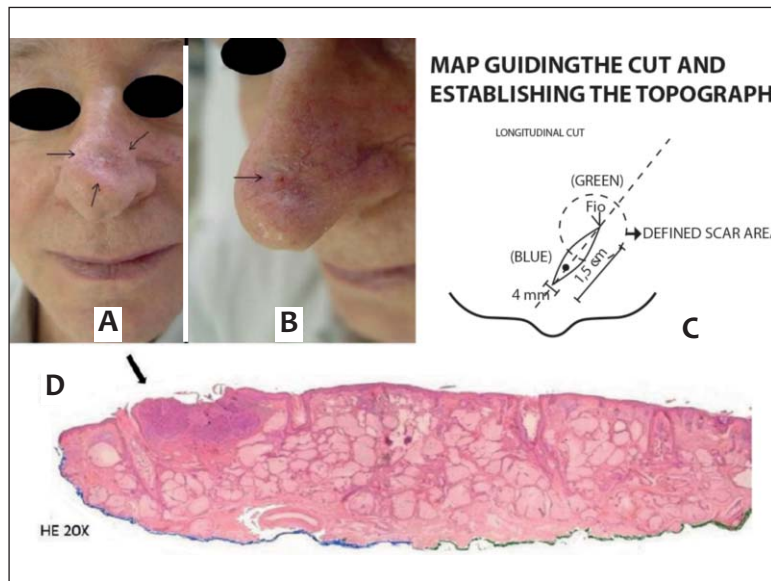 MAP GUIDINGTHE CUT AND
ESTABLISHING THE TOPOGRAPH
LONGITUDINAL CUT
(GREEN)
Fio
DEFINED SCAR AREA
(BLUE)
1,5 cm
4 mm
A
B
C
D
HE 20X